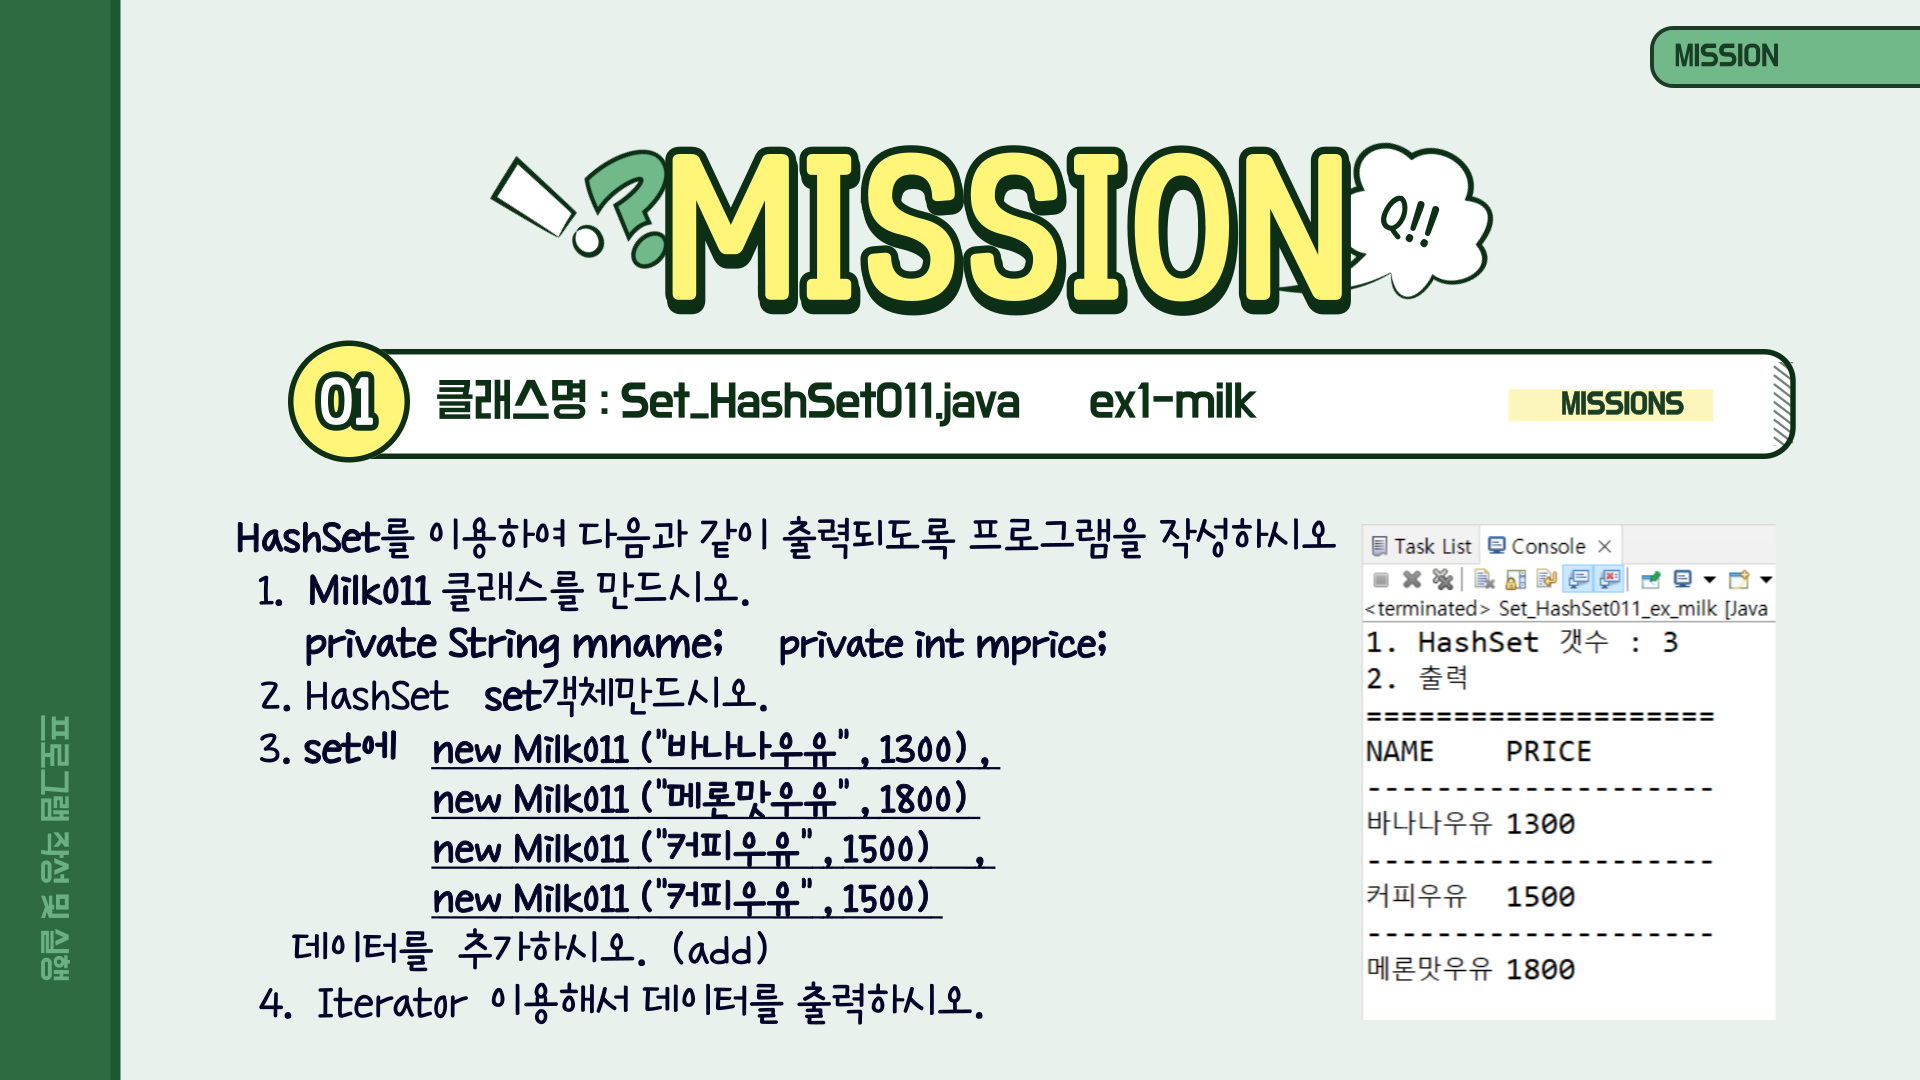 MISSION
MISSION
Q!!
01
클래스명 : Set_HashSet011.java ex1-milk
MISSIONS
HashSet를 이용하여 다음과 같이 출력되도록 프로그램을 작성하시오
1. Milk011 클래스를 만드시오.
private String mname; private int mprice;
2. HashSet set객체만드시오.
3. set에 new Milk011 ("바나나우유" , 1300) ,
new Milk011 ("메론맛우유" , 1800) ,
new Milk011 ("커피우유" , 1500) ,
new Milk011 ("커피우유" , 1500)
데이터를 추가하시오. (add)
4. Iterator 이용해서 데이터를 출력하시오.
Task List Console
<terminated> Set_HashSet011_ex_milk [Java
1. HashSet 갯수 : 3
2. 출력
====================
NAME PRICE
--------------------
바나나우유 1300
--------------------
커피우유 1500
--------------------
메론맛우유 1800
프로그램 작성 및 실행